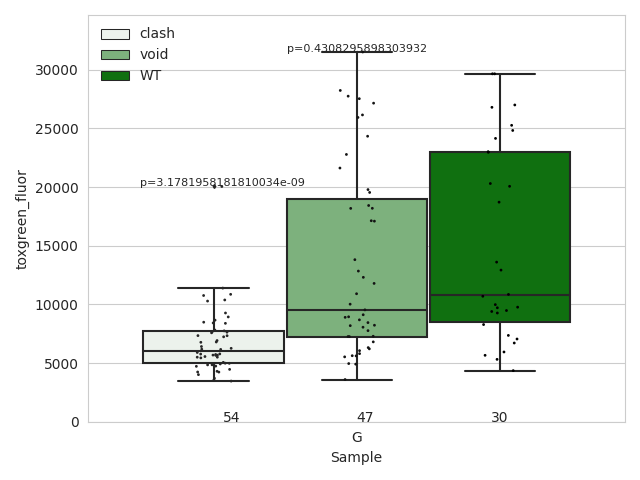 clash
void
WT
p=0.4308295898303932
p=3.1781958181810034e-09
30000
25000
20000
15000
10000
5000
0
toxgreen_fluor
54 47 30
G
Sample